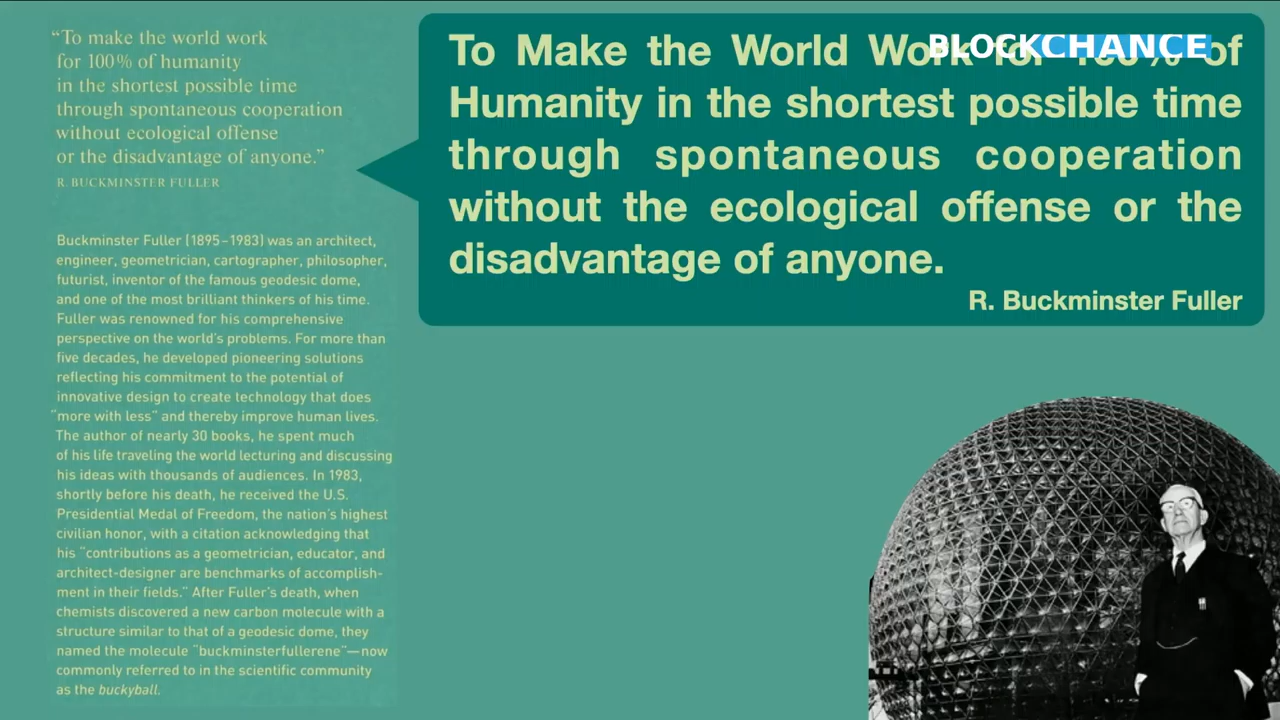 “To make the world work
for 100% of humanity
in the shortest possible time
through spontaneous cooperation
without ecological offense
or the disadvantage of anyone.”
R. BUCKMINSTER FULLER
Buckminster Fuller (1895–1983) was an architect,
engineer, geometrician, cartographer, philosopher,
futurist, inventor of the famous geodesic dome,
and one of the most brilliant thinkers of his time.
Fuller was renowned for his comprehensive
perspective on the world's problems. For more than
five decades, he developed pioneering solutions
reflecting his commitment to the potential of
innovative design to create technology that does
“more with less” and thereby improve human lives.
The author of nearly 30 books, he spent much
of his life traveling the world lecturing and discussing
his ideas with thousands of audiences. In 1983,
shortly before his death, he received the U.S.
Presidential Medal of Freedom, the nation's highest
civilian honor, with a citation acknowledging that
his “contributions as a geometrician, educator, and
architect-designer are benchmarks of accomplish-
ment in their fields.” After Fuller's death, when
chemists discovered a new carbon molecule with a
structure similar to that of a geodesic dome, they
named the molecule “buckminsterfullerene”—now
commonly referred to in the scientific community
as the buckyball.
BLOCKCHANCE
To Make the World Work for 100% of
Humanity in the shortest possible time
through spontaneous cooperation
without the ecological offense or the
disadvantage of anyone.
R. Buckminster Fuller